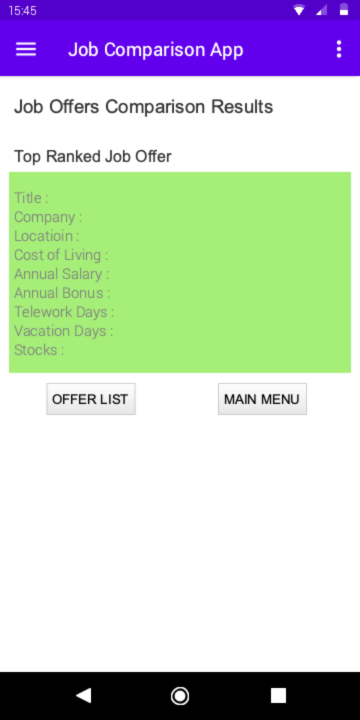 15:45
Job Comparison App
Job Offers Comparison Results
Top Ranked Job Offer
Title :
Company :
Locatioin :
Cost of Living :
Annual Salary :
Annual Bonus :
Telework Days :
Vacation Days :
Stocks :
OFFER LIST
MAIN MENU